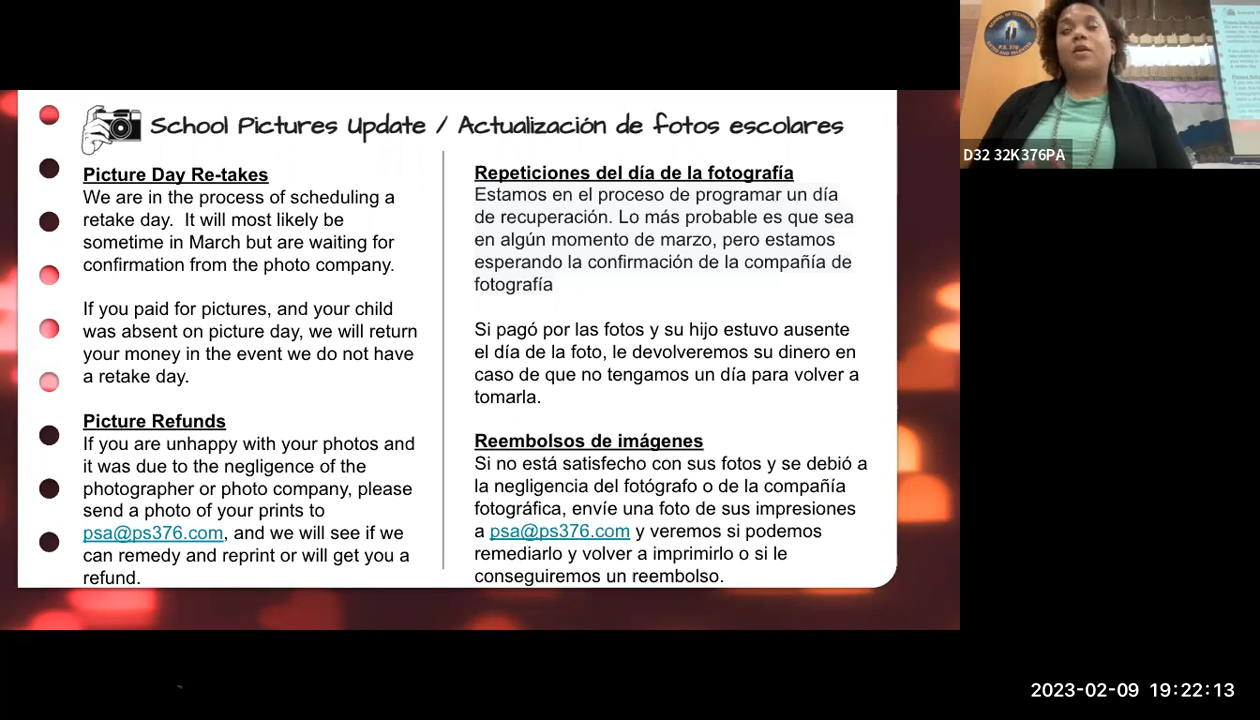 School Pictures Update / Actualización de fotos escolares
Picture Day Re-takes
We are in the process of scheduling a
retake day.  It will most likely be
sometime in March but are waiting for
confirmation from the photo company.
If you paid for pictures, and your child
was absent on picture day, we will return
your money in the event we do not have
a retake day.
Picture Refunds
If you are unhappy with your photos and
it was due to the negligence of the
photographer or photo company, please
send a photo of your prints to
psa@ps376.com, and we will see if we
can remedy and reprint or will get you a
refund.
Repeticiones del día de la fotografía
Estamos en el proceso de programar un día
de recuperación. Lo más probable es que sea
en algún momento de marzo, pero estamos
esperando la confirmación de la compañía de
fotografía
Si pagó por las fotos y su hijo estuvo ausente
el día de la foto, le devolveremos su dinero en
caso de que no tengamos un día para volver a
tomarla.
Reembolsos de imágenes
Si no está satisfecho con sus fotos y se debió a
la negligencia del fotógrafo o de la compañía
fotográfica, envíe una foto de sus impresiones
a psa@ps376.com y veremos si podemos
remediarlo y volver a imprimirlo o si le
conseguiremos un reembolso.
P.S. 376
D32 32K376PA
2023-02-09 19:22:13